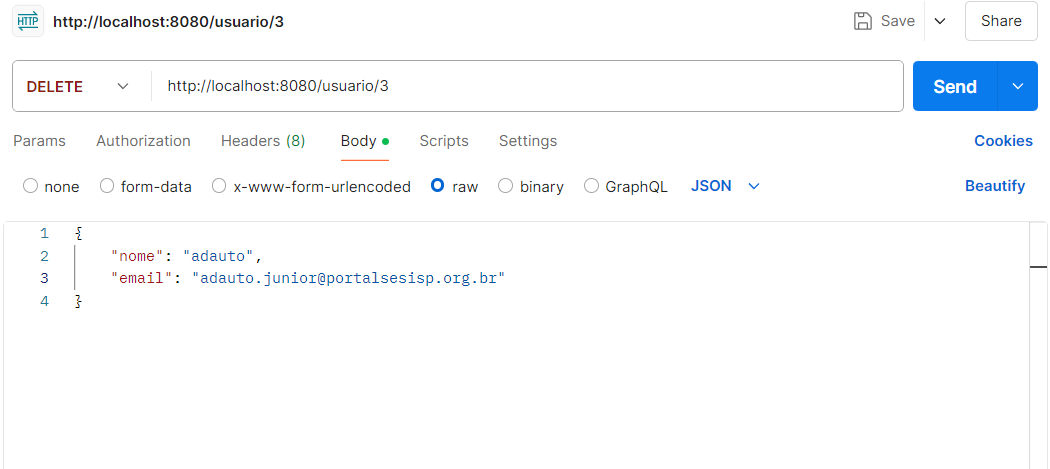 HTTP http://localhost:8080/usuario/3 Save Share
DELETE http://localhost:8080/usuario/3 Send
Params Authorization Headers (8) Body Scripts Settings Cookies
none form-data x-www-form-urlencoded raw binary GraphQL JSON Beautify
1 {
2 "nome": "adauto",
3 "email": "adauto.junior@portalsesisp.org.br"
4 }